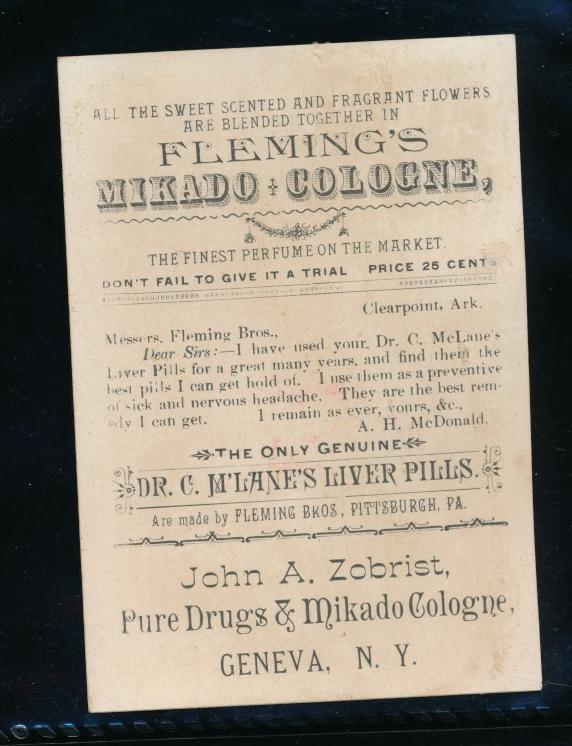 ALL THE SWEET SCENTED AND FRAGRANT FLOWERS
ARE BLENDED TOGETHER IN
FLEMING'S
MIKADO COLOGNE,
THE FINEST PERFUME ON THE MARKET.
DON'T FAIL TO GIVE IT A TRIAL PRICE 25 CENTS
Clearpoint, Ark.
Messers. Fleming Bros.,
Dear Sirs:—I have used your Dr. C. McLane's
Liver Pills for a great many years, and find them the
best pills I can get hold of. I use them as a preventive
of sick and nervous headache. They are the best rem-
edy I can get. I remain as ever, yours, &c.,
A. H. McDonald.
THE ONLY GENUINE
DR. C. M'LANE'S LIVER PILLS.
Are made by FLEMING BROS, PITTSBURGH, PA.
John A. Zobrist,
Pure Drugs & Mikado Cologne,
GENEVA, N. Y.